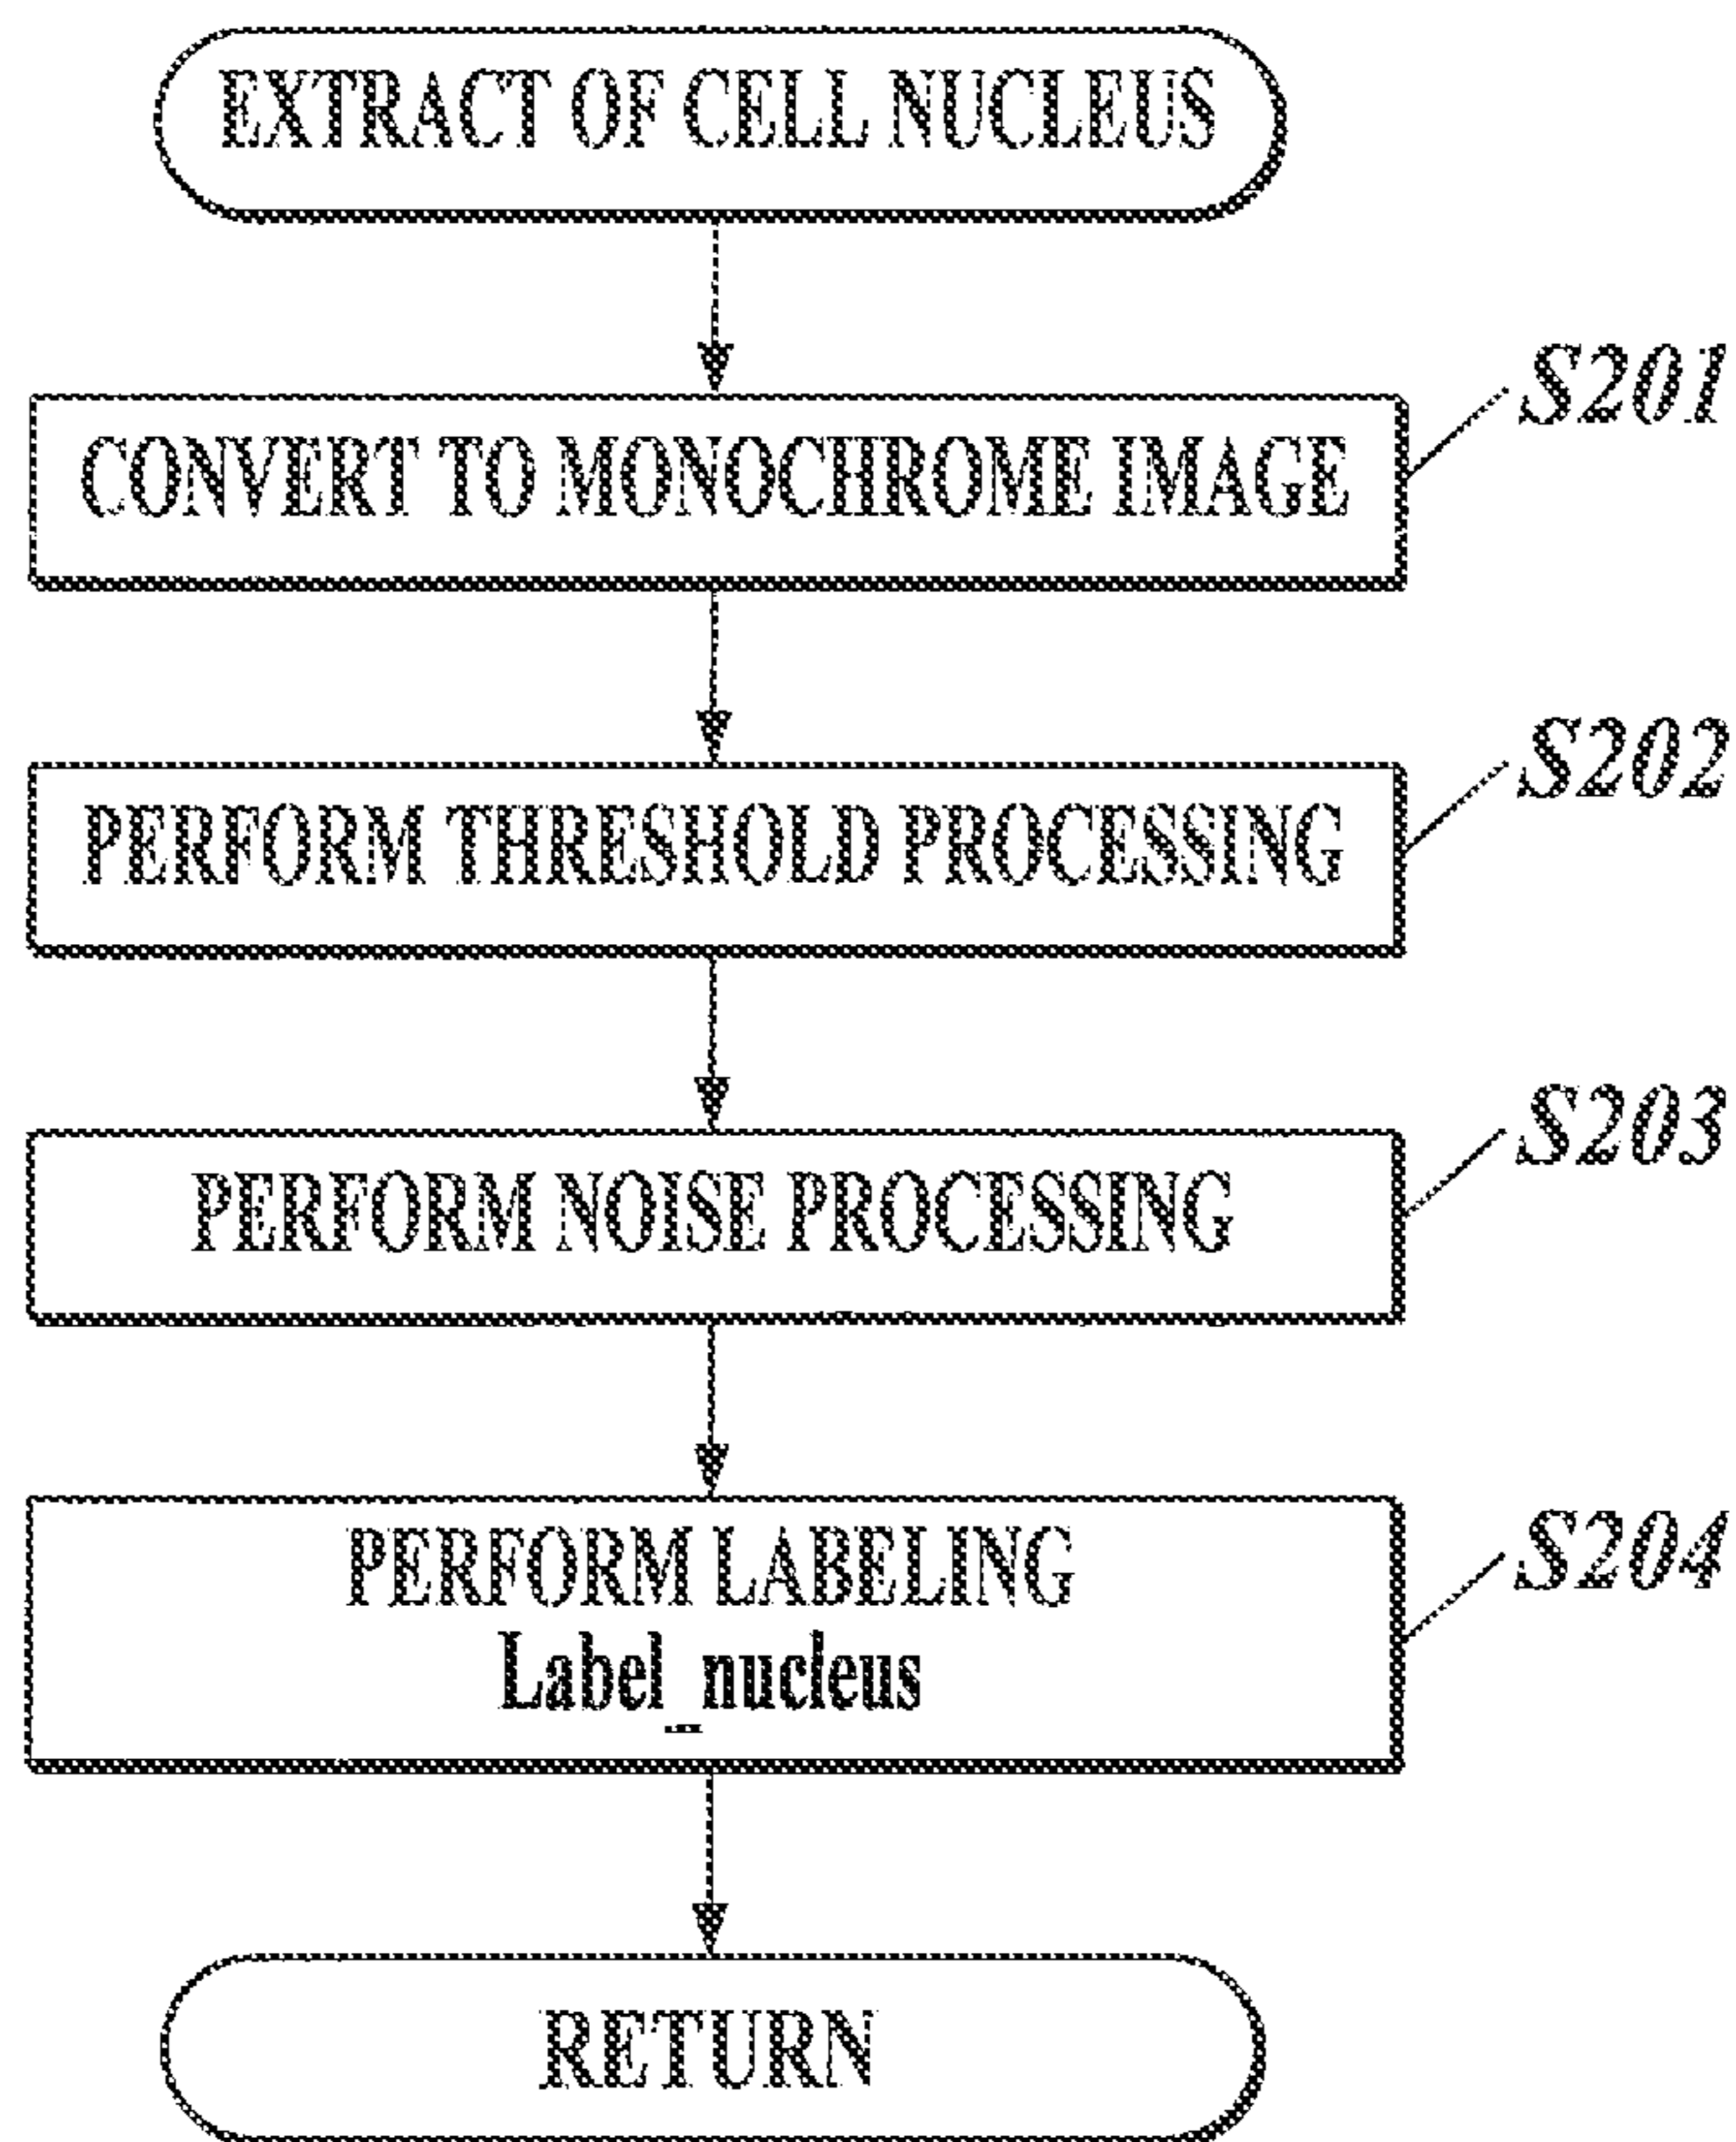 EXTRACT OF CELL NUCLEUS
S201
CONVERT TO MONOCHROME IMAGE
S202
PERFORM THRESHOLD PROCESSING
S203
PERFORM NOISE PROCESSING
S204
PERFORM LABELING
Label_nucleus
RETURN